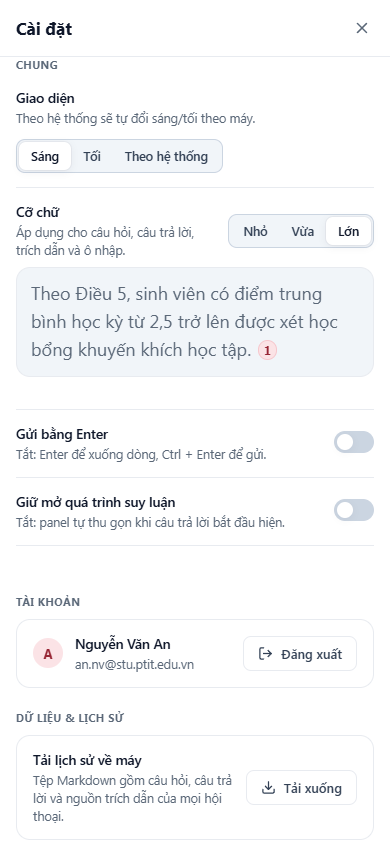 Cài đặt
CHUNG
Giao diện
Theo hệ thống sẽ tự đổi sáng/tối theo máy.
Sáng Tối Theo hệ thống
Cỡ chữ
Áp dụng cho câu hỏi, câu trả lời,
trích dẫn và ô nhập.
Nhỏ Vừa Lớn
Theo Điều 5, sinh viên có điểm trung
bình học kỳ từ 2,5 trở lên được xét học
bổng khuyến khích học tập. 1
Gửi bằng Enter
Tắt: Enter để xuống dòng, Ctrl + Enter để gửi.
Giữ mở quá trình suy luận
Tắt: panel tự thu gọn khi câu trả lời bắt đầu hiện.
TÀI KHOẢN
A
Nguyễn Văn An
an.nv@stu.ptit.edu.vn
Đăng xuất
DỮ LIỆU & LỊCH SỬ
Tải lịch sử về máy
Tệp Markdown gồm câu hỏi, câu trả
lời và nguồn trích dẫn của mọi hội
thoại.
Tải xuống